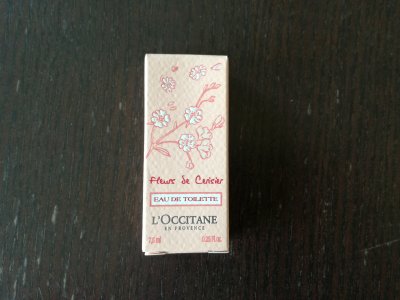 Fleurs de Cerisier
EAU DE TOILETTE
L'OCCITANE
EN PROVENCE
7,5 ml 0.25 Fl.oz.